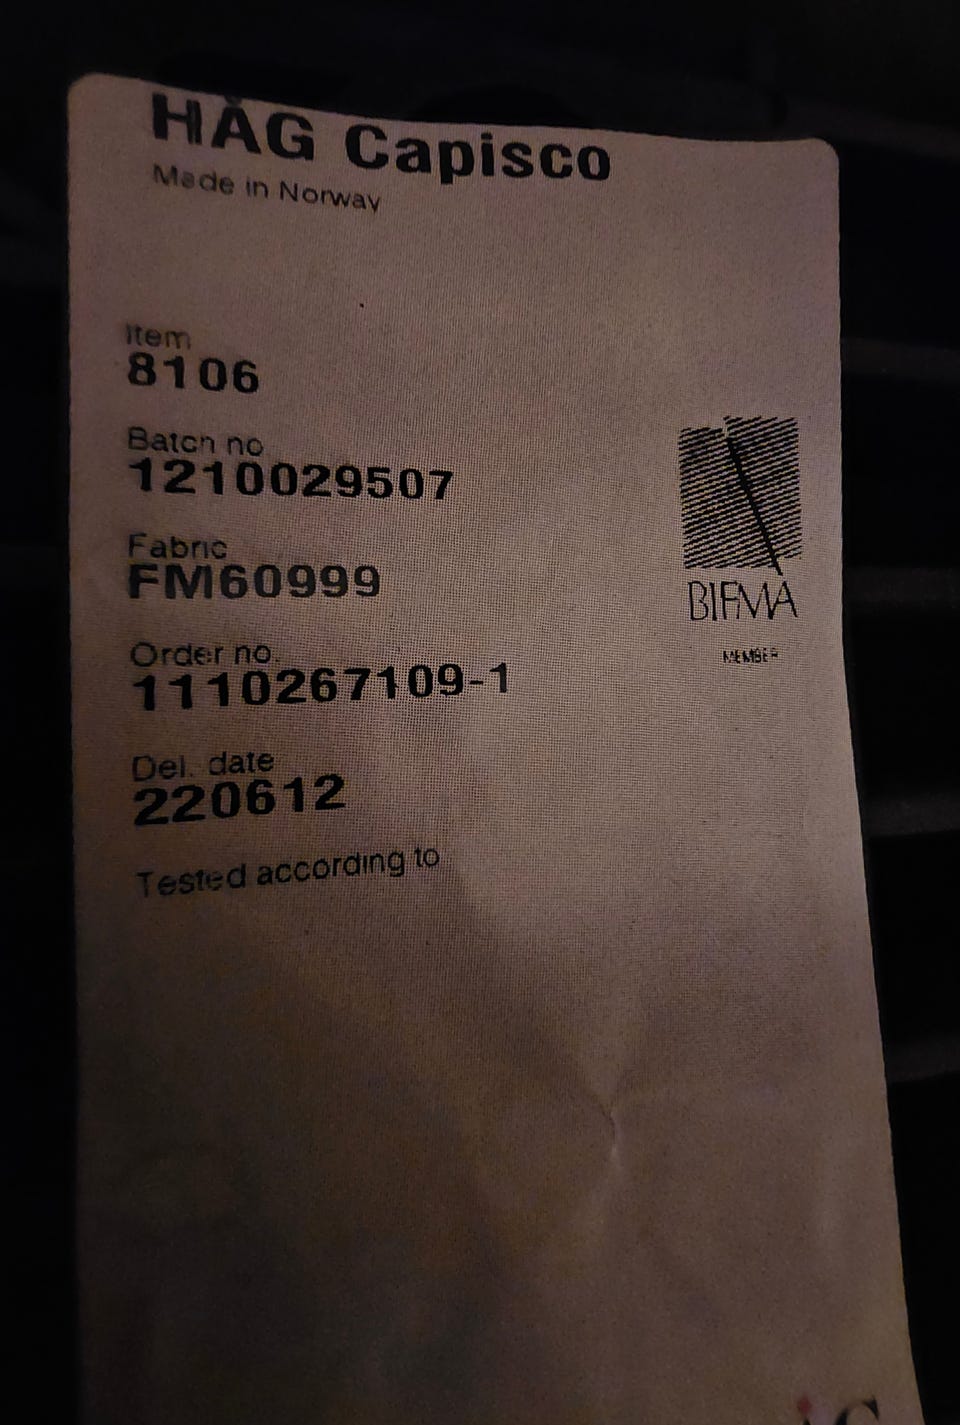 HÅG Capisco
Made in Norway
Item
8106
Batch no
1210029507
Fabric
FM60999
Order no.
1110267109-1
Del. date
220612
Tested according to
BIFMA
MEMBER